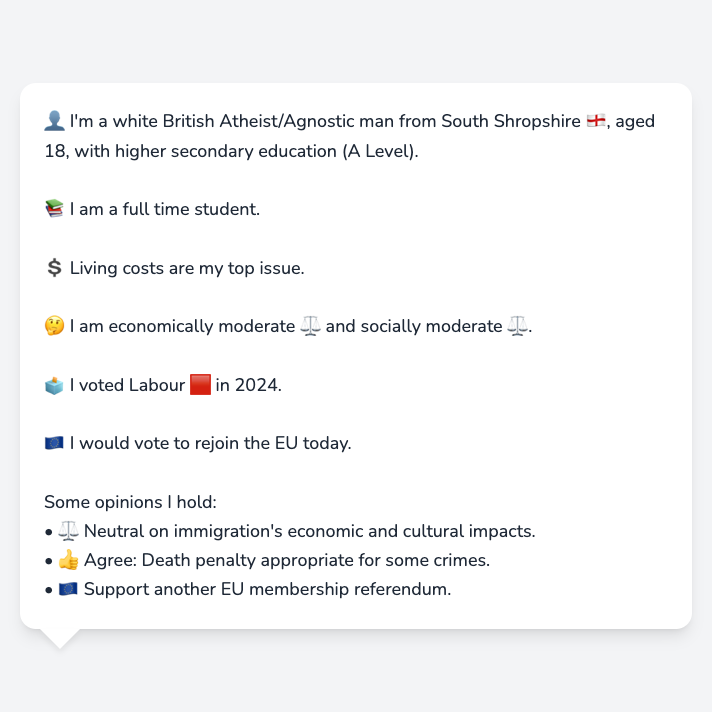 👤 I'm a white British Atheist/Agnostic man from South Shropshire 🏴󠁧󠁢󠁥󠁮󠁧󠁿, aged
18, with higher secondary education (A Level).
📚 I am a full time student.
💲 Living costs are my top issue.
🤔 I am economically moderate ⚖️ and socially moderate ⚖️.
🗳️ I voted Labour 🟥 in 2024.
🇪🇺 I would vote to rejoin the EU today.
Some opinions I hold:
• ⚖️ Neutral on immigration's economic and cultural impacts.
• 👍 Agree: Death penalty appropriate for some crimes.
• 🇪🇺 Support another EU membership referendum.